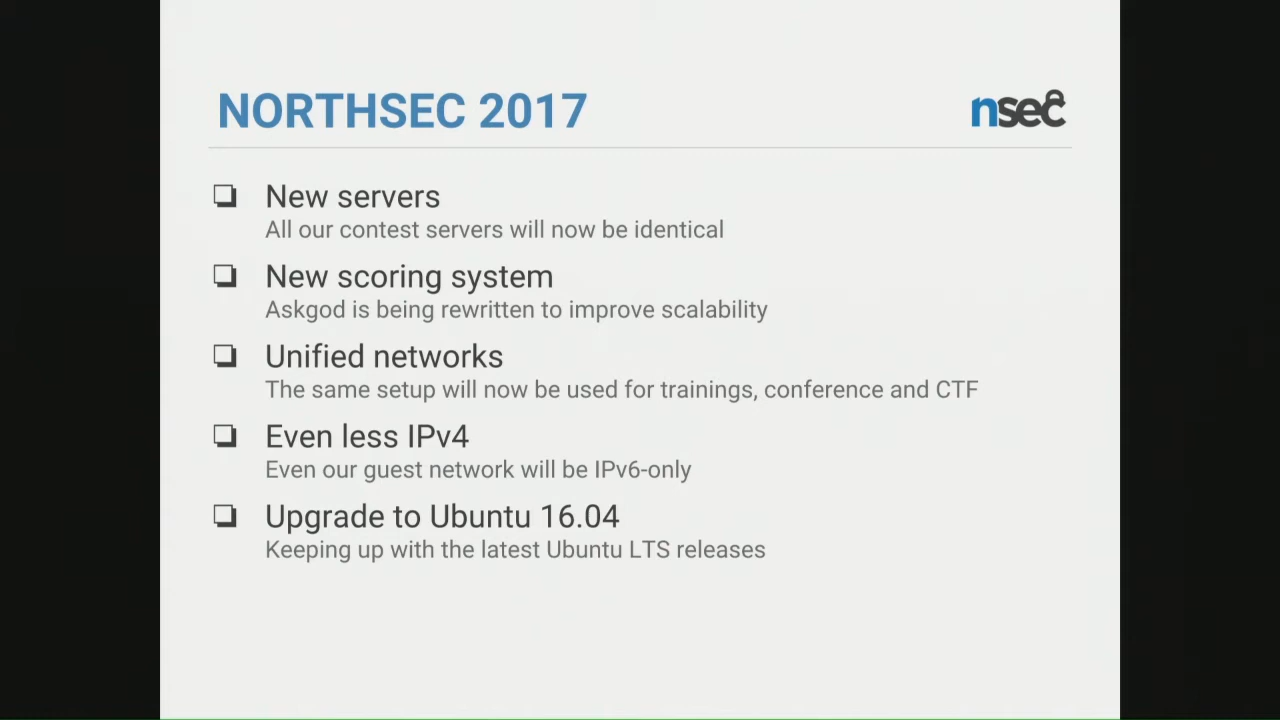 NORTHSEC 2017
nsec
❏ New servers
All our contest servers will now be identical
❏ New scoring system
Askgod is being rewritten to improve scalability
❏ Unified networks
The same setup will now be used for trainings, conference and CTF
❏ Even less IPv4
Even our guest network will be IPv6-only
❏ Upgrade to Ubuntu 16.04
Keeping up with the latest Ubuntu LTS releases